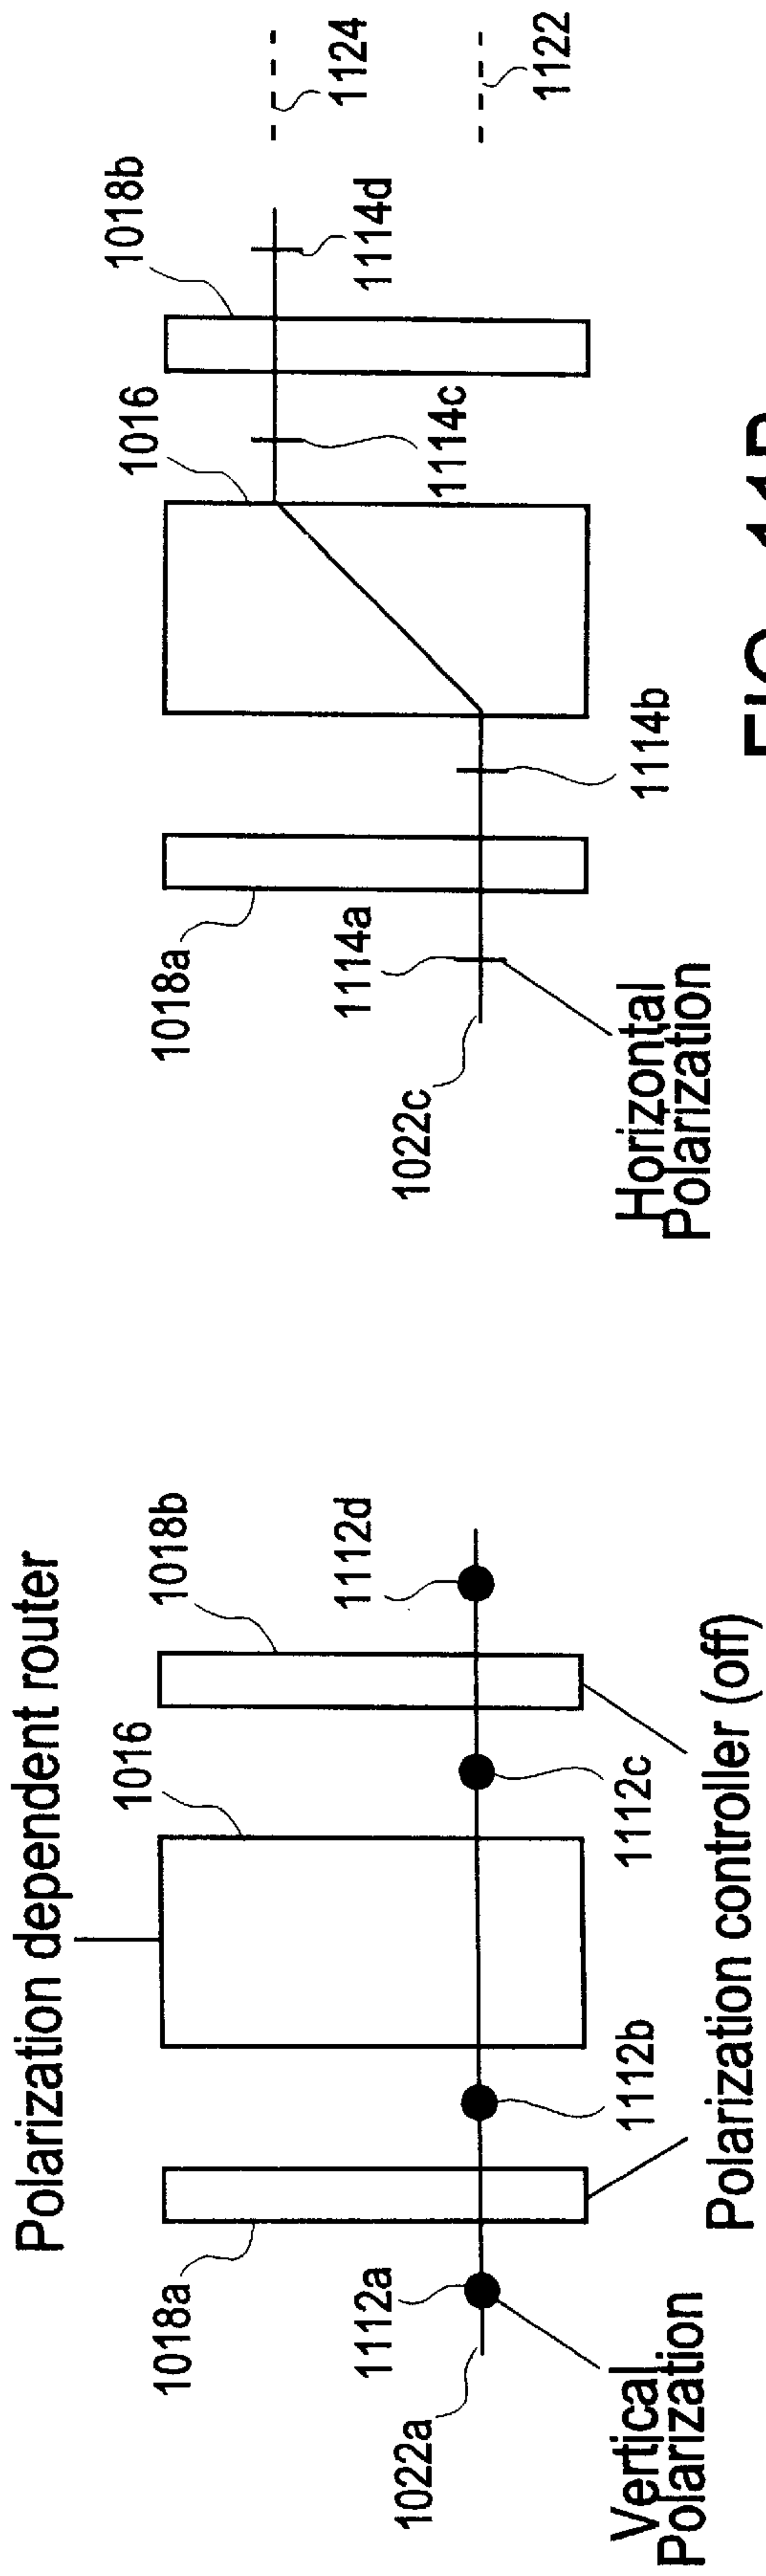 Polarization dependent router
1018a
1016
1018b
1022a
1112a
1112b
1112c
1112d
Vertical
Polarization
Polarization controller (off)
1018a
1016
1018b
1022c
1114a
1114b
1114c
1114d
1124
1122
Horizontal
Polarization